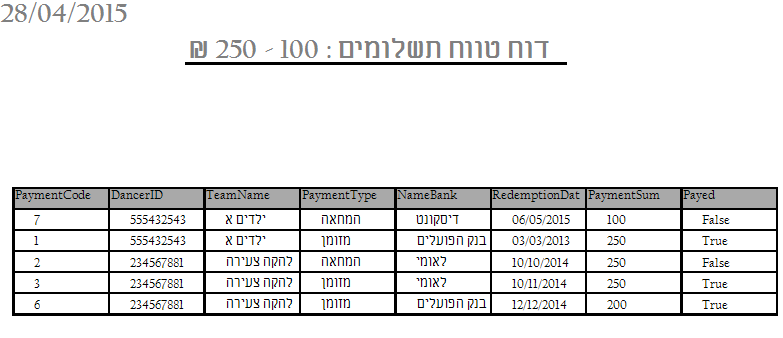 28/04/2015
דוח טווח תשלומים : 100 - 250 ₪
PaymentCode DancerID TeamName PaymentType NameBank RedemptionDat PaymentSum Payed
7 555432543 ילדים א המחאה דיסקונט 06/05/2015 100 False
1 555432543 ילדים א מזומן בנק הפועלים 03/03/2013 250 True
2 234567881 להקה צעירה המחאה לאומי 10/10/2014 250 False
3 234567881 להקה צעירה מזומן לאומי 10/11/2014 250 True
6 234567881 להקה צעירה מזומן בנק הפועלים 12/12/2014 200 True